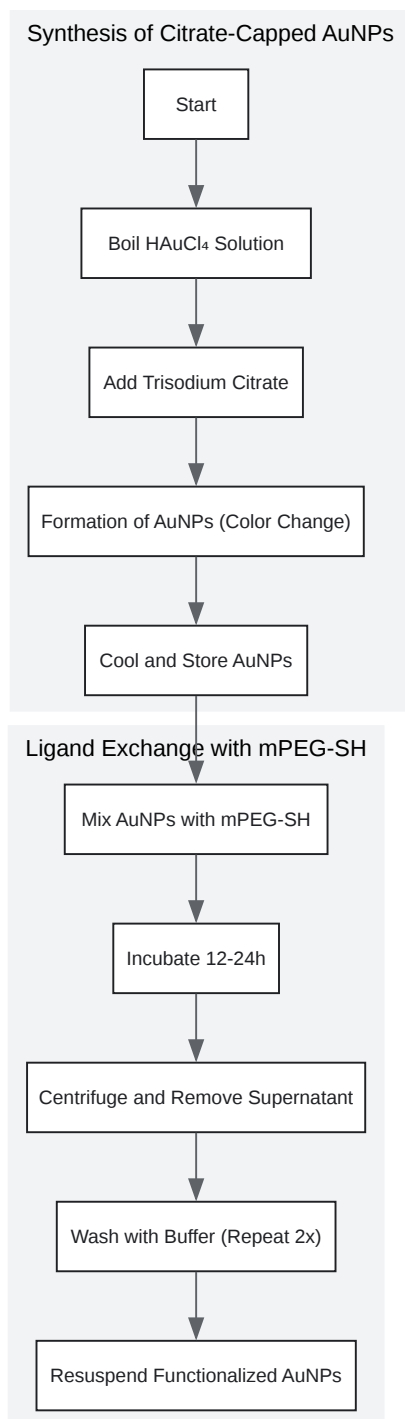 Synthesis of Citrate-Capped AuNPs
Start
Boil HAuCl₄ Solution
Add Trisodium Citrate
Formation of AuNPs (Color Change)
Cool and Store AuNPs
Ligand Exchange with mPEG-SH
Mix AuNPs with mPEG-SH
Incubate 12-24h
Centrifuge and Remove Supernatant
Wash with Buffer (Repeat 2x)
Resuspend Functionalized AuNPs